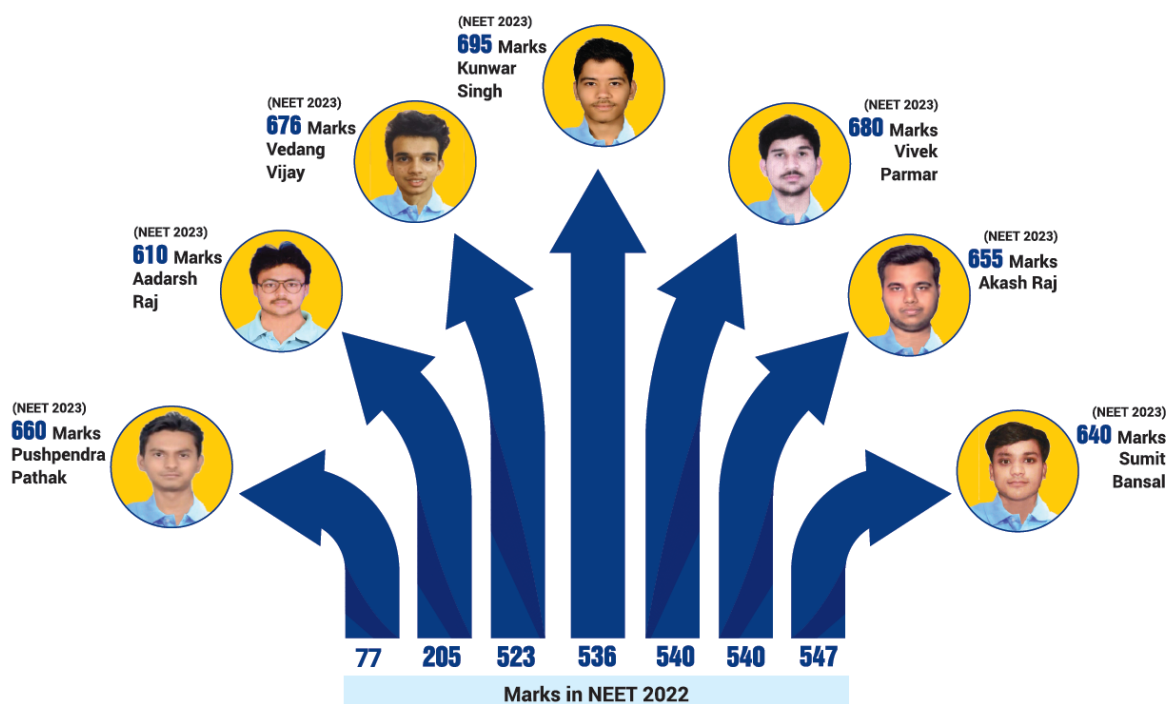 (NEET 2023)
695 Marks
Kunwar
Singh
(NEET 2023)
676 Marks
Vedang
Vijay
(NEET 2023)
680 Marks
Vivek
Parmar
(NEET 2023)
610 Marks
Aadarsh
Raj
(NEET 2023)
655 Marks
Akash Raj
(NEET 2023)
660 Marks
Pushpendra
Pathak
(NEET 2023)
640 Marks
Sumit
Bansal
77 205 523 536 540 540 547
Marks in NEET 2022